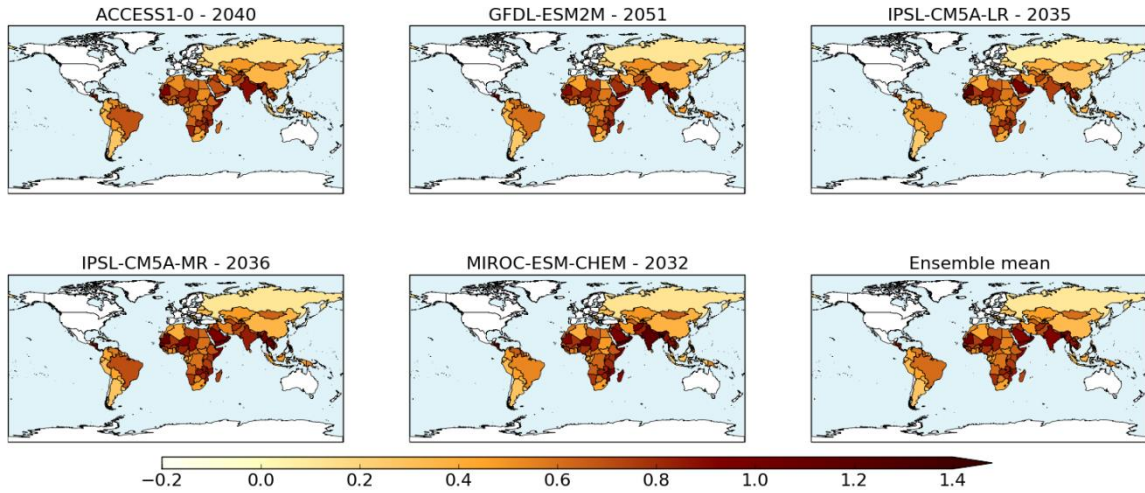 ACCESS1-0 - 2040
GFDL-ESM2M - 2051
IPSL-CM5A-LR - 2035
IPSL-CM5A-MR - 2036
MIROC-ESM-CHEM - 2032
Ensemble mean
−0.2 0.0 0.2 0.4 0.6 0.8 1.0 1.2 1.4